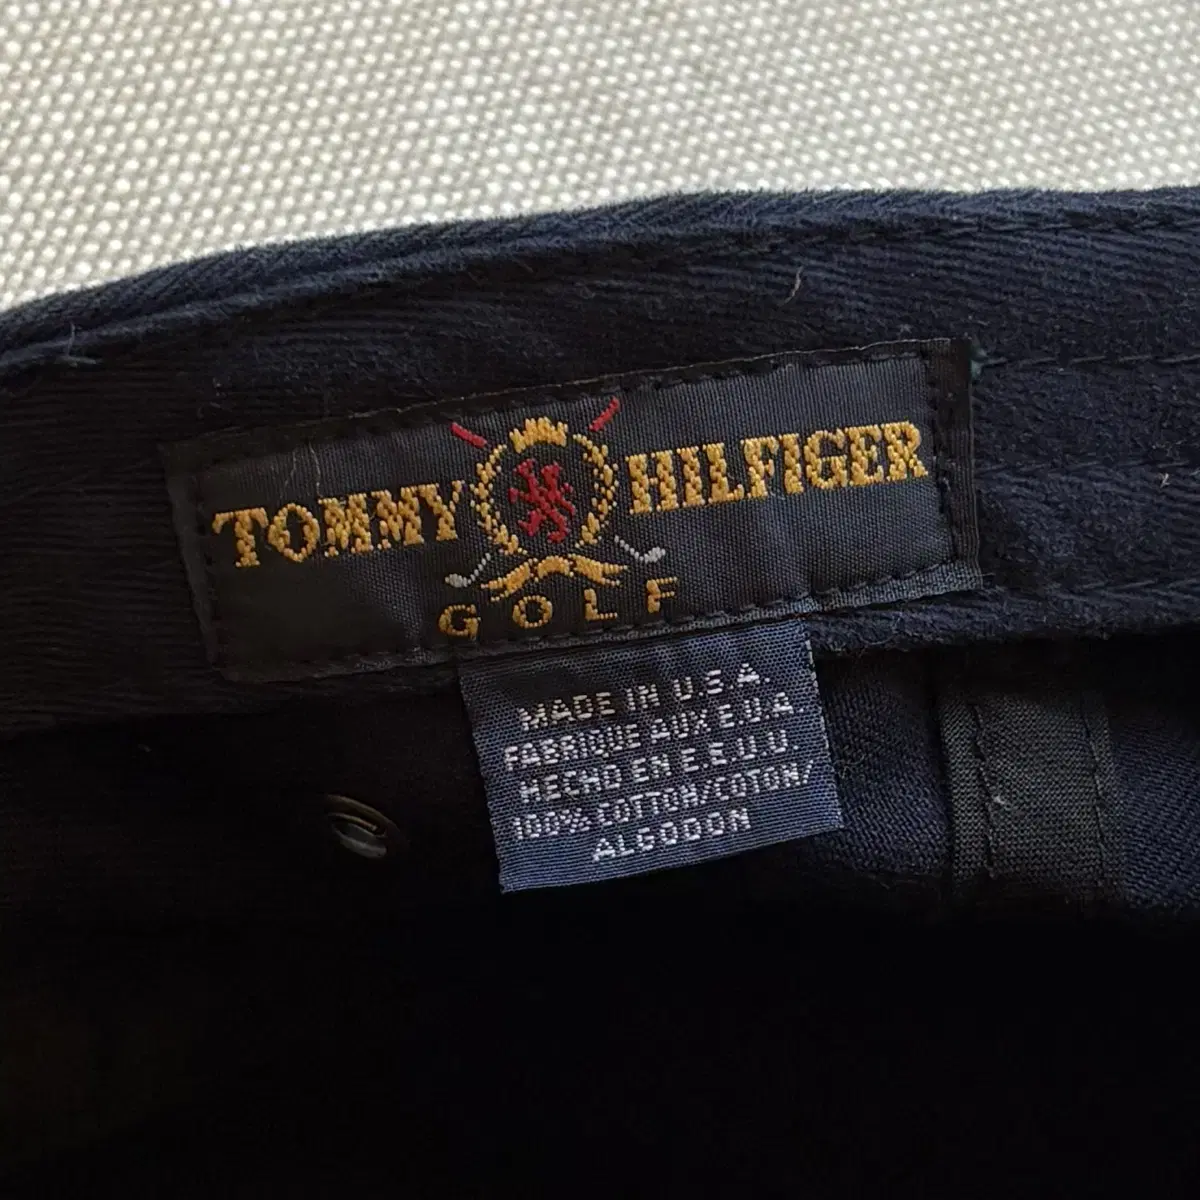 TOMMY HILFIGER
GOLF
MADE IN U.S.A.
FABRIQUE AUX E.U.A
HECHO EN E.E.U.U.
100% COTTON/COTON/
ALGODON